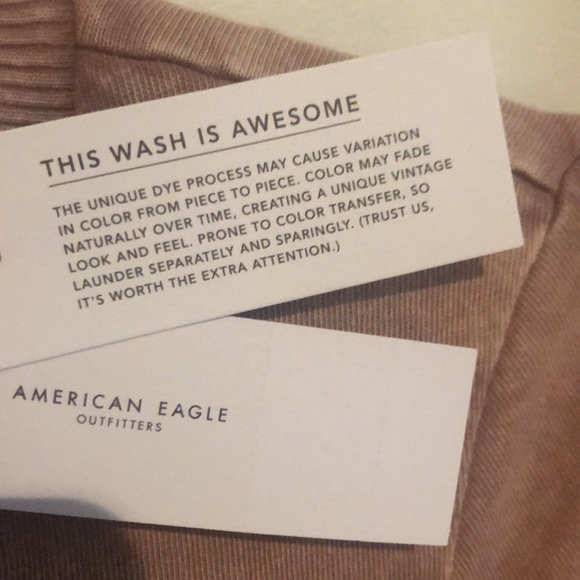 THIS WASH IS AWESOME
THE UNIQUE DYE PROCESS MAY CAUSE VARIATION
IN COLOR FROM PIECE TO PIECE. COLOR MAY FADE
NATURALLY OVER TIME, CREATING A UNIQUE VINTAGE
LOOK AND FEEL. PRONE TO COLOR TRANSFER, SO
LAUNDER SEPARATELY AND SPARINGLY. (TRUST US,
IT'S WORTH THE EXTRA ATTENTION.)
AMERICAN EAGLE
OUTFITTERS